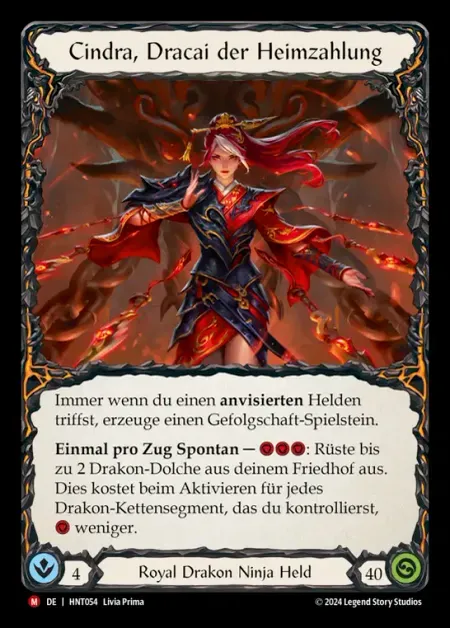 Cindra, Dracai der Heimzahlung
Immer wenn du einen anvisierten Helden
triffst, erzeuge einen Gefolgschaft-Spielstein.
Einmal pro Zug Spontan — : Rüste bis
zu 2 Drakon-Dolche aus deinem Friedhof aus.
Dies kostet beim Aktivieren für jedes
Drakon-Kettensegment, das du kontrollierst,
weniger.
4 Royal Drakon Ninja Held 40
M DE | HNT054 Livia Prima © 2024 Legend Story Studios